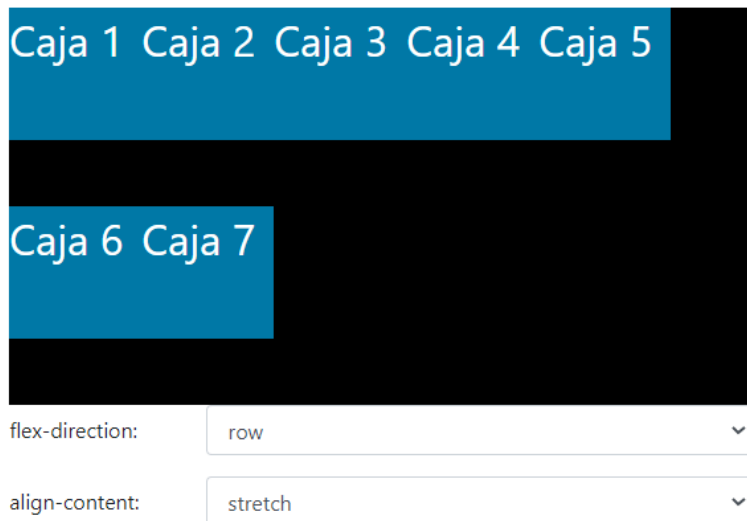 Caja 1 Caja 2 Caja 3 Caja 4 Caja 5
Caja 6 Caja 7
flex-direction: row
align-content: stretch